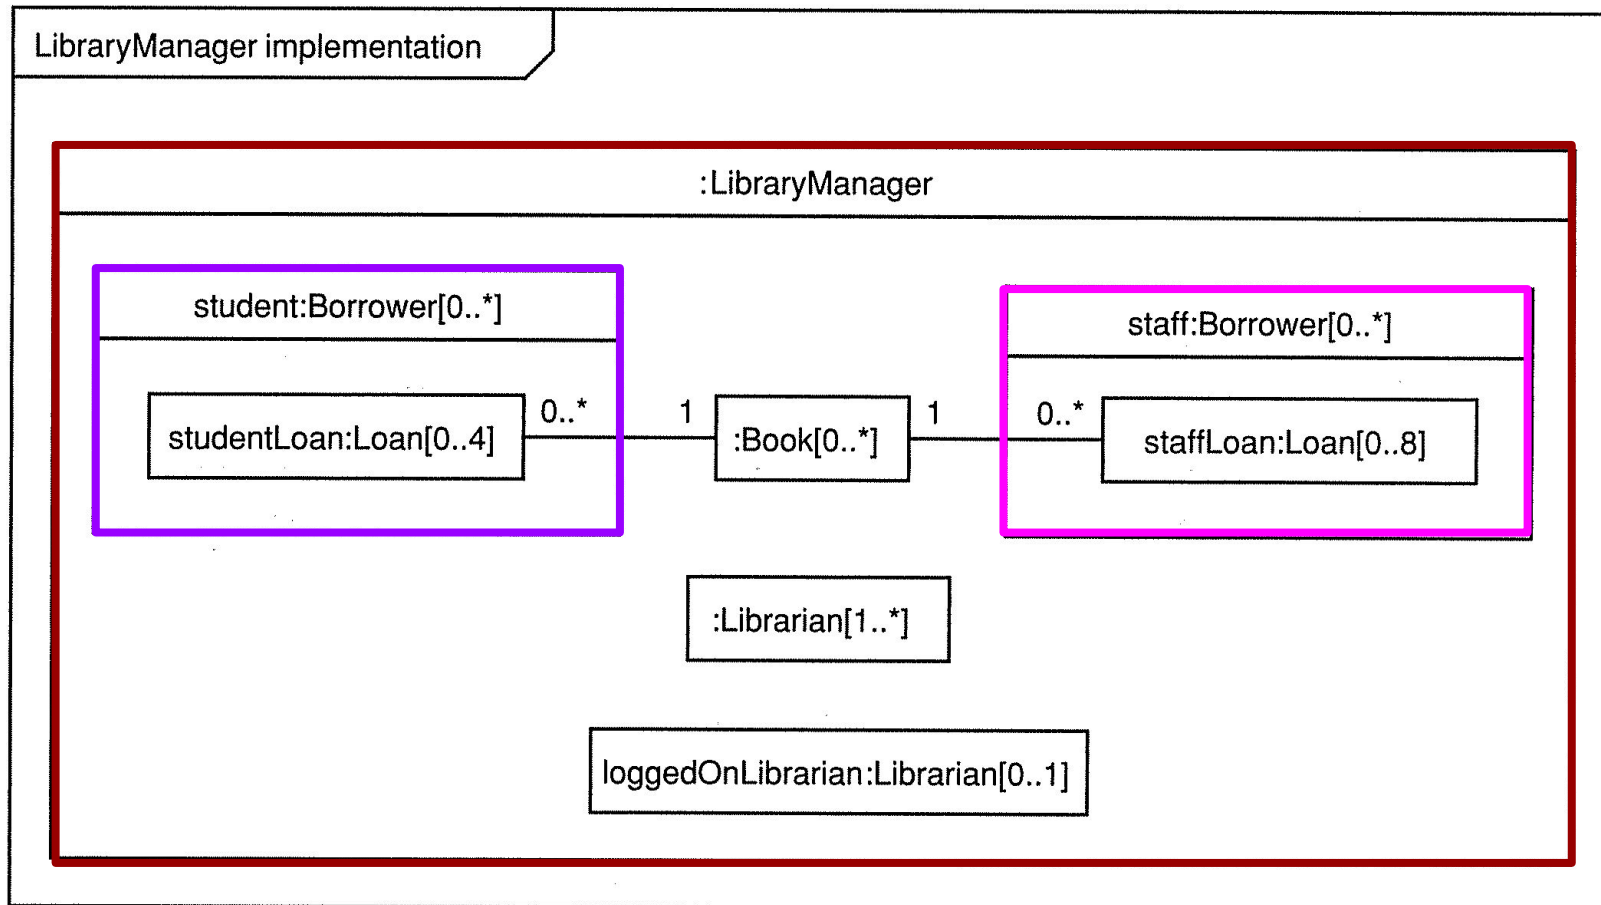 LibraryManager implementation
:LibraryManager
student:Borrower[0..*]
staff:Borrower[0..*]
studentLoan:Loan[0..4]
0..*
1
:Book[0..*]
1
0..*
staffLoan:Loan[0..8]
:Librarian[1..*]
loggedOnLibrarian:Librarian[0..1]